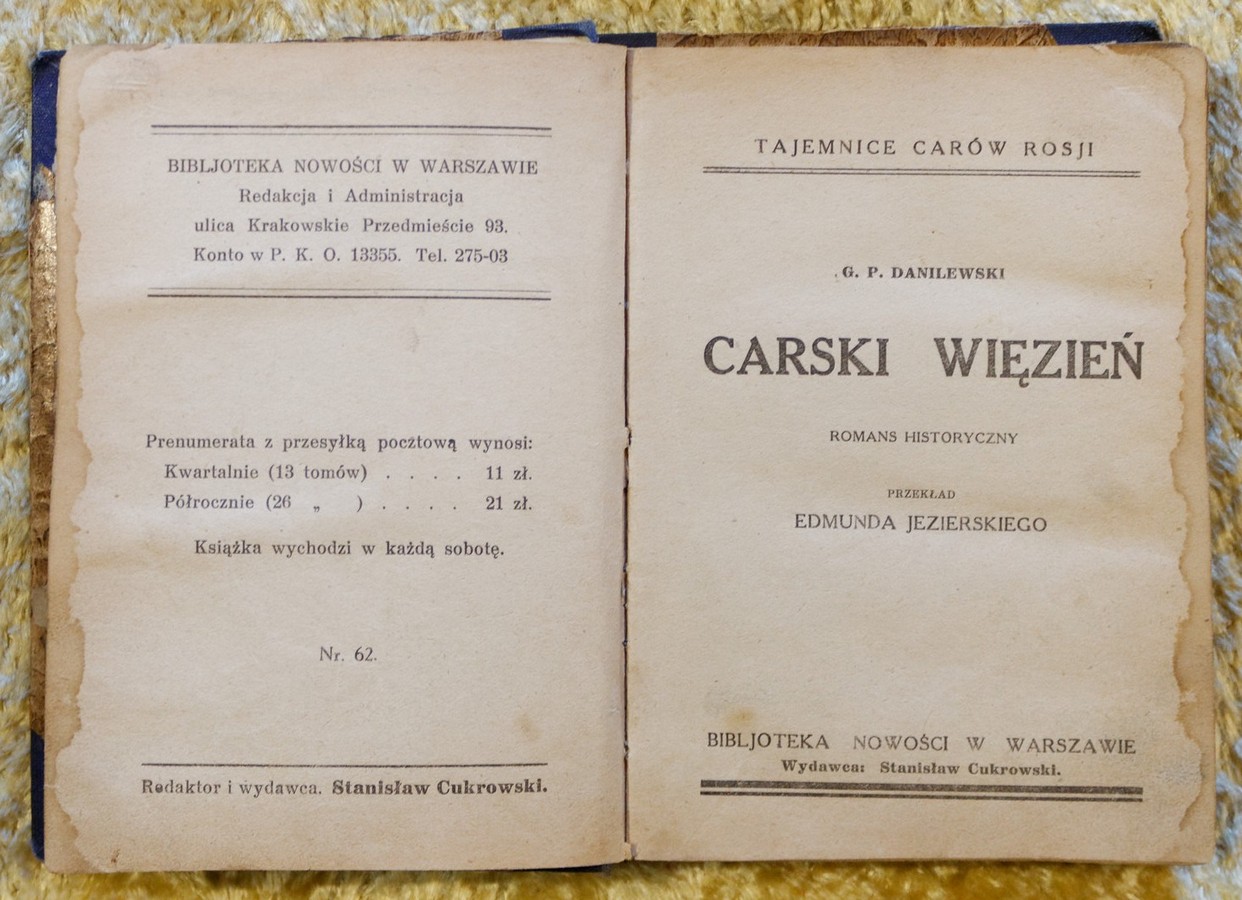 BIBLJOTEKA NOWOŚCI W WARSZAWIE
Redakcja i Administracja
ulica Krakowskie Przedmieście 93.
Konto w P. K. O. 13355. Tel. 275-03
Prenumerata z przesyłką pocztową wynosi:
Kwartalnie (13 tomów) . . . . 11 zł.
Półrocznie (26 „ ) . . . . 21 zł.
Książka wychodzi w każdą sobotę.
Nr. 62.
Redaktor i wydawca. Stanisław Cukrowski.
TAJEMNICE CARÓW ROSJI
G. P. DANILEWSKI
CARSKI WIĘZIEŃ
ROMANS HISTORYCZNY
PRZEKŁAD
EDMUNDA JEZIERSKIEGO
BIBLJOTEKA NOWOŚCI W WARSZAWIE
Wydawca: Stanisław Cukrowski.